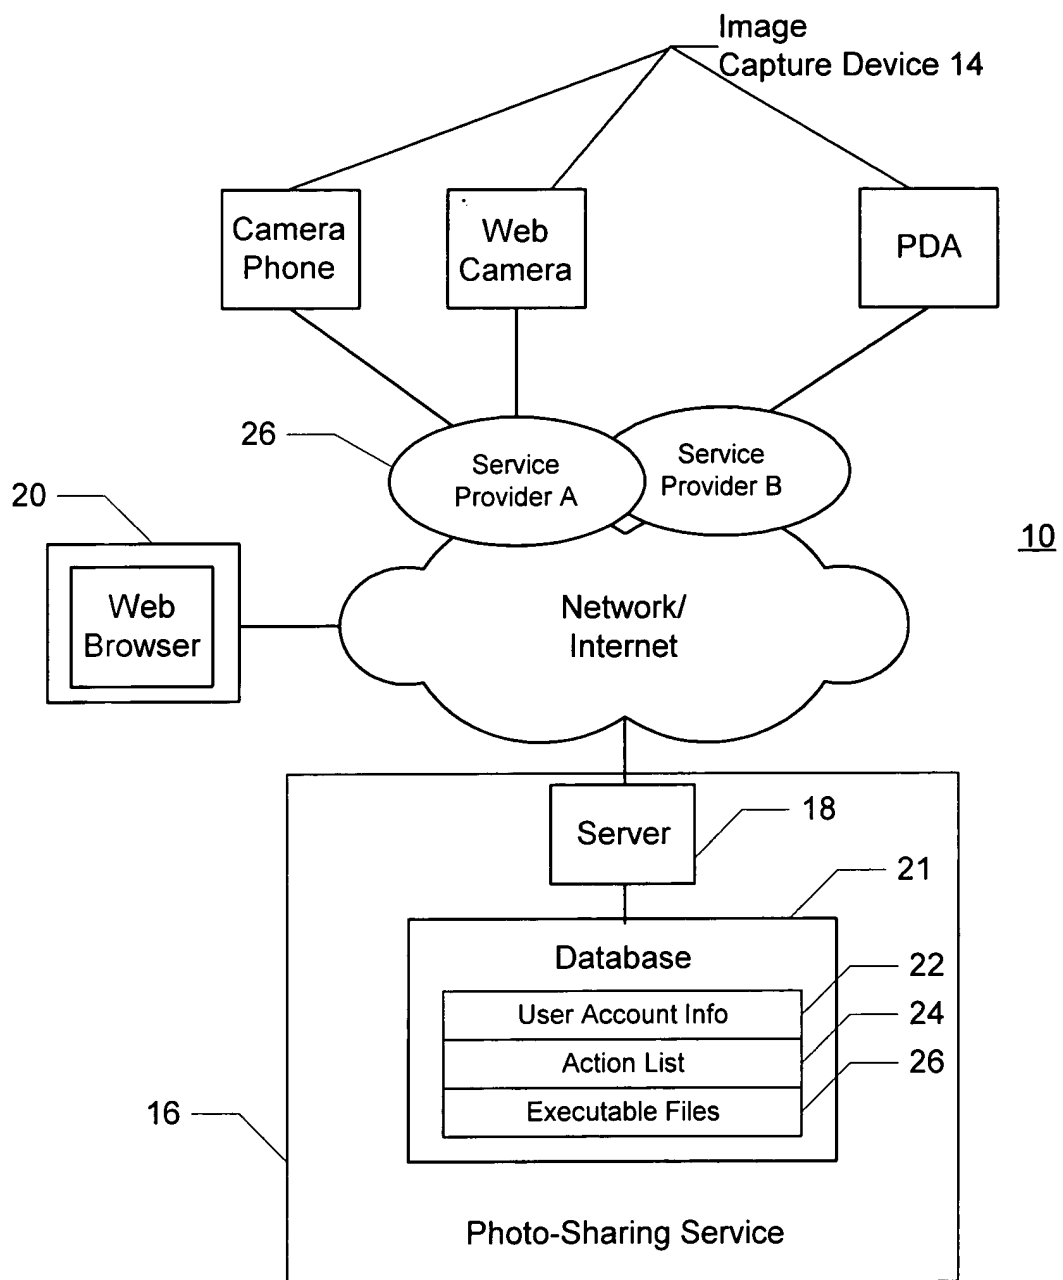 Image
Capture Device 14
Camera
Phone
Web
Camera
PDA
26
Service
Provider A
Service
Provider B
20
10
Web
Browser
Network/
Internet
Server
18
21
Database
22
User Account Info
24
Action List
26
Executable Files
16
Photo-Sharing Service